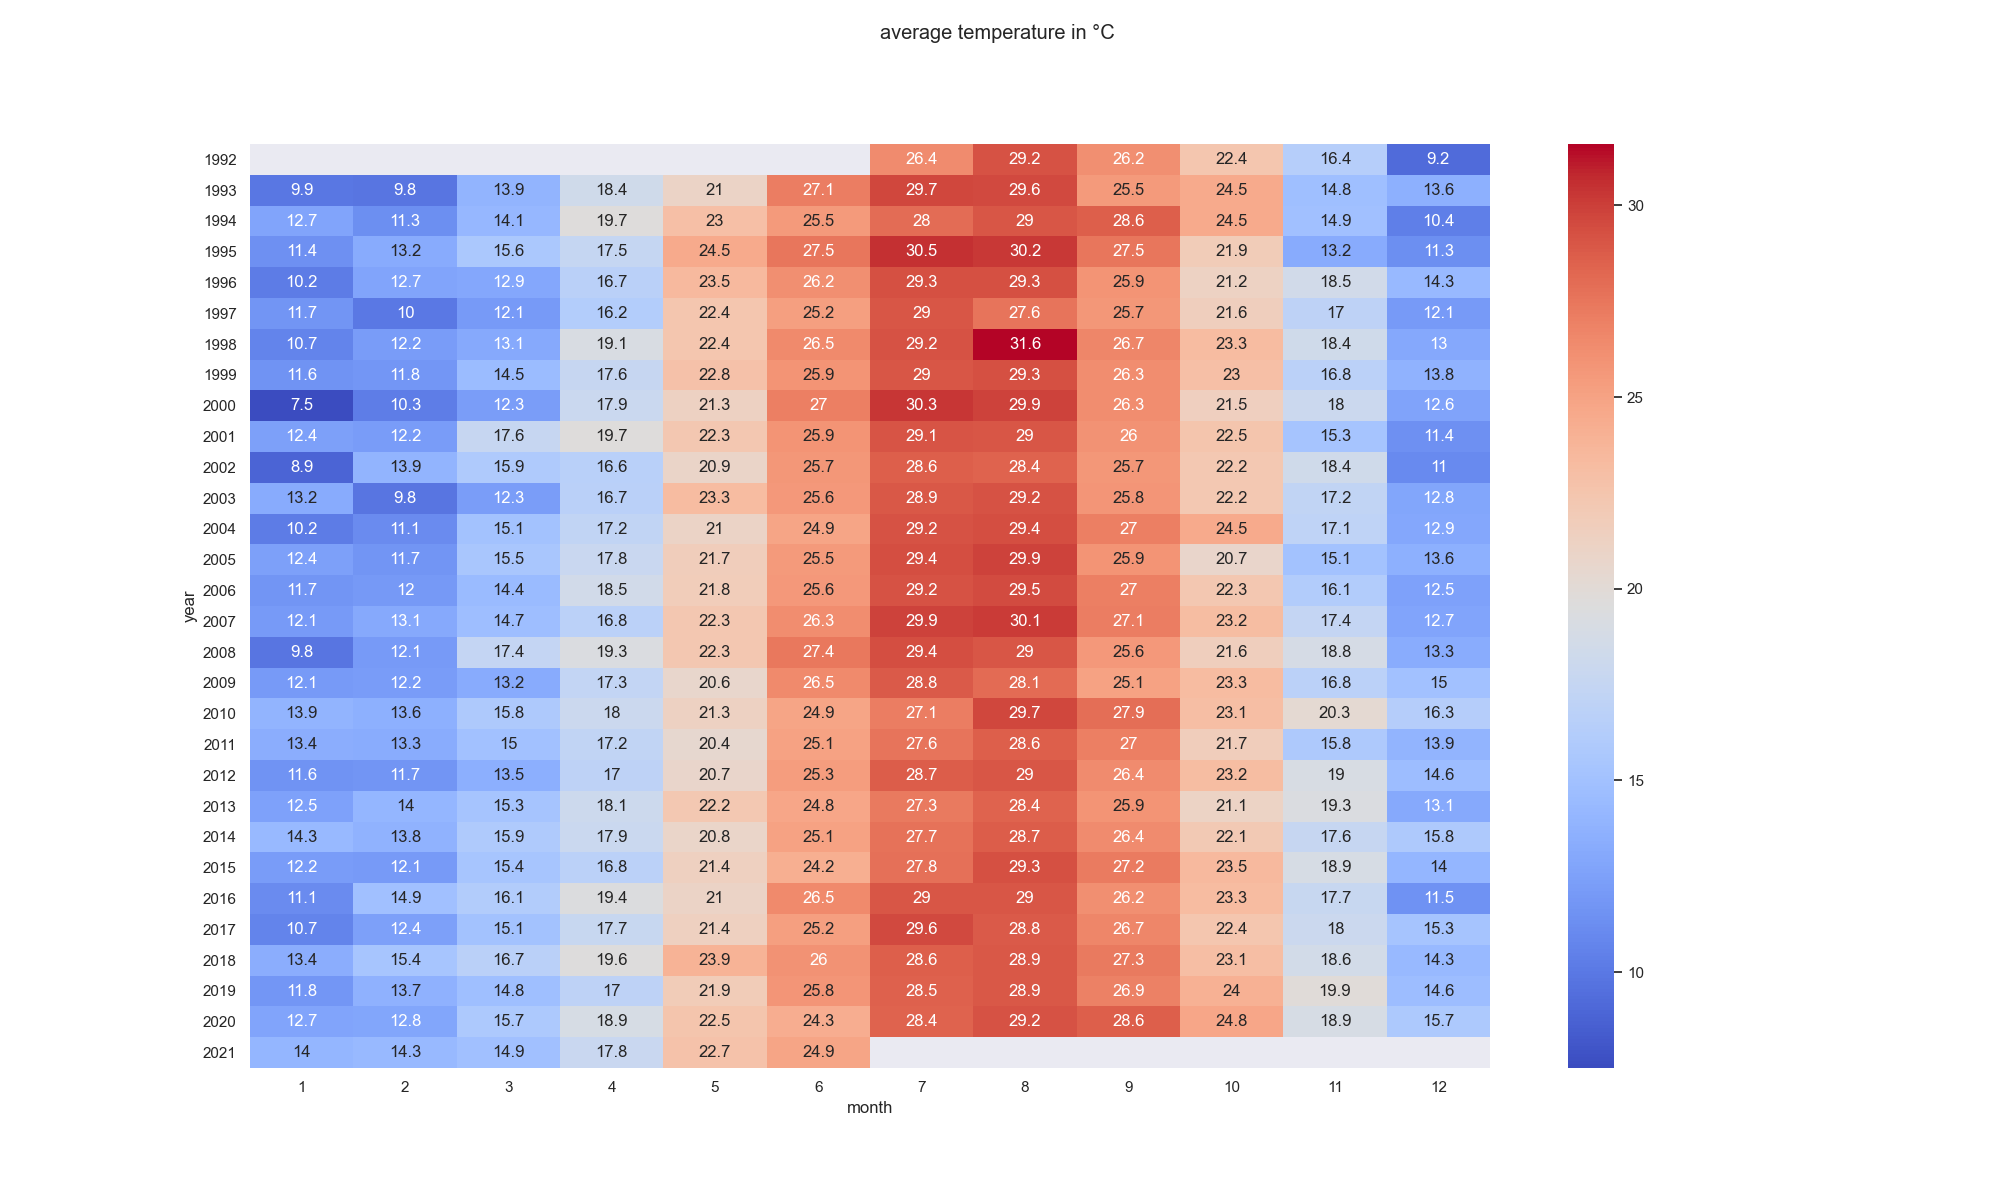 average temperature in °C
1992 26.4 29.2 26.2 22.4 16.4 9.2
1993 9.9 9.8 13.9 18.4 21 27.1 29.7 29.6 25.5 24.5 14.8 13.6
1994 12.7 11.3 14.1 19.7 23 25.5 28 29 28.6 24.5 14.9 10.4
1995 11.4 13.2 15.6 17.5 24.5 27.5 30.5 30.2 27.5 21.9 13.2 11.3
1996 10.2 12.7 12.9 16.7 23.5 26.2 29.3 29.3 25.9 21.2 18.5 14.3
1997 11.7 10 12.1 16.2 22.4 25.2 29 27.6 25.7 21.6 17 12.1
1998 10.7 12.2 13.1 19.1 22.4 26.5 29.2 31.6 26.7 23.3 18.4 13
1999 11.6 11.8 14.5 17.6 22.8 25.9 29 29.3 26.3 23 16.8 13.8
2000 7.5 10.3 12.3 17.9 21.3 27 30.3 29.9 26.3 21.5 18 12.6
2001 12.4 12.2 17.6 19.7 22.3 25.9 29.1 29 26 22.5 15.3 11.4
2002 8.9 13.9 15.9 16.6 20.9 25.7 28.6 28.4 25.7 22.2 18.4 11
2003 13.2 9.8 12.3 16.7 23.3 25.6 28.9 29.2 25.8 22.2 17.2 12.8
2004 10.2 11.1 15.1 17.2 21 24.9 29.2 29.4 27 24.5 17.1 12.9
2005 12.4 11.7 15.5 17.8 21.7 25.5 29.4 29.9 25.9 20.7 15.1 13.6
2006 11.7 12 14.4 18.5 21.8 25.6 29.2 29.5 27 22.3 16.1 12.5
2007 12.1 13.1 14.7 16.8 22.3 26.3 29.9 30.1 27.1 23.2 17.4 12.7
2008 9.8 12.1 17.4 19.3 22.3 27.4 29.4 29 25.6 21.6 18.8 13.3
2009 12.1 12.2 13.2 17.3 20.6 26.5 28.8 28.1 25.1 23.3 16.8 15
2010 13.9 13.6 15.8 18 21.3 24.9 27.1 29.7 27.9 23.1 20.3 16.3
2011 13.4 13.3 15 17.2 20.4 25.1 27.6 28.6 27 21.7 15.8 13.9
2012 11.6 11.7 13.5 17 20.7 25.3 28.7 29 26.4 23.2 19 14.6
2013 12.5 14 15.3 18.1 22.2 24.8 27.3 28.4 25.9 21.1 19.3 13.1
2014 14.3 13.8 15.9 17.9 20.8 25.1 27.7 28.7 26.4 22.1 17.6 15.8
2015 12.2 12.1 15.4 16.8 21.4 24.2 27.8 29.3 27.2 23.5 18.9 14
2016 11.1 14.9 16.1 19.4 21 26.5 29 29 26.2 23.3 17.7 11.5
2017 10.7 12.4 15.1 17.7 21.4 25.2 29.6 28.8 26.7 22.4 18 15.3
2018 13.4 15.4 16.7 19.6 23.9 26 28.6 28.9 27.3 23.1 18.6 14.3
2019 11.8 13.7 14.8 17 21.9 25.8 28.5 28.9 26.9 24 19.9 14.6
2020 12.7 12.8 15.7 18.9 22.5 24.3 28.4 29.2 28.6 24.8 18.9 15.7
2021 14 14.3 14.9 17.8 22.7 24.9
1 2 3 4 5 6 7 8 9 10 11 12
month
year
30
25
20
15
10